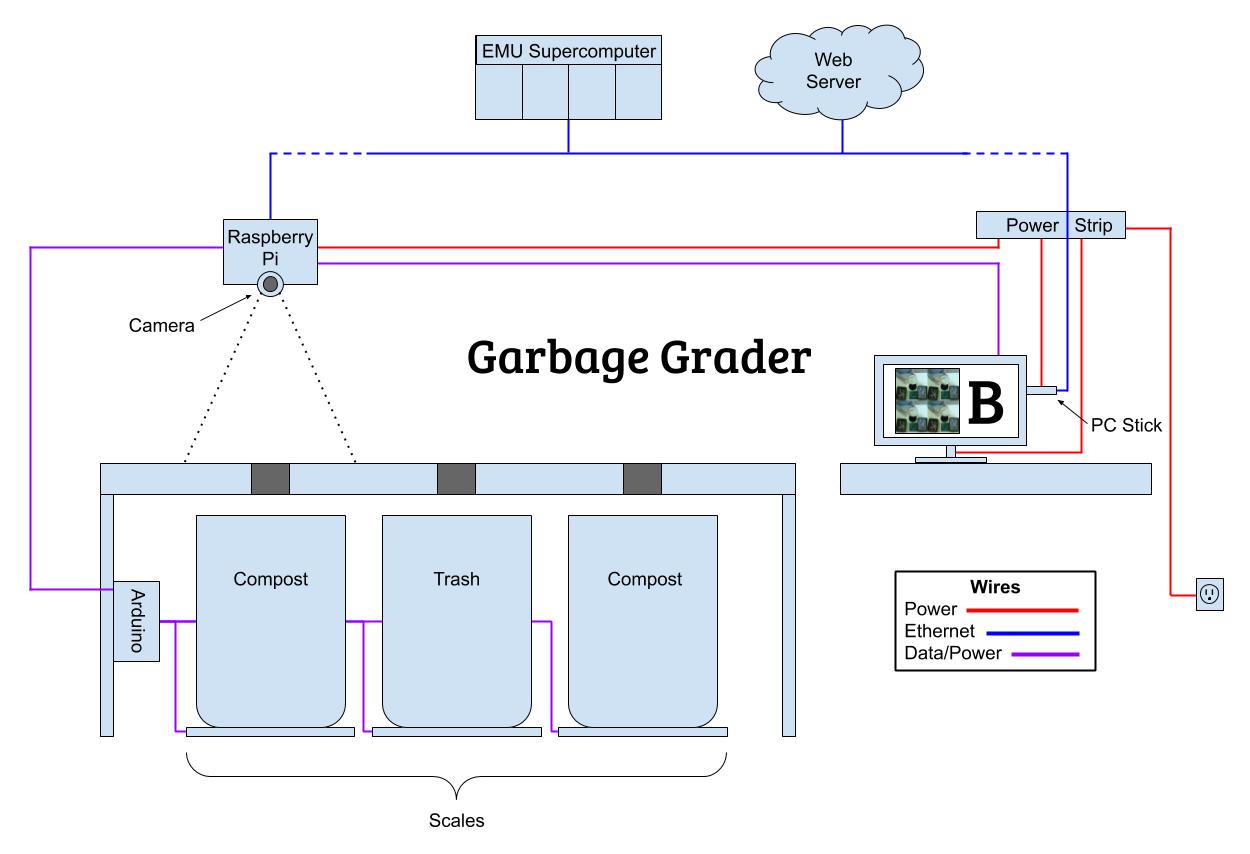 EMU Supercomputer
Web
Server
Raspberry
Pi
Power Strip
Camera
Garbage Grader
B
PC Stick
Compost
Trash
Compost
Arduino
Wires
Power
Ethernet
Data/Power
Scales